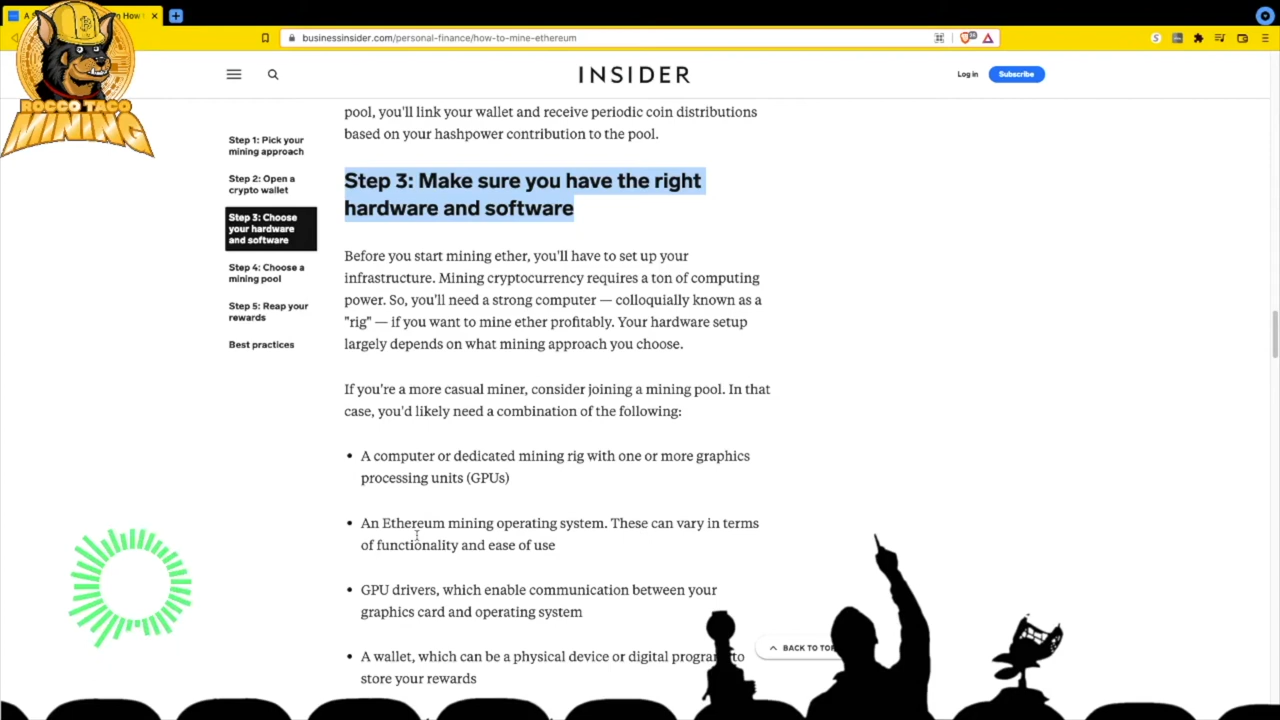 businessinsider.com/personal-finance/how-to-mine-ethereum
ROCCO TACO
MINING
INSIDER
Log in
Subscribe
Step 1: Pick your
mining approach
Step 2: Open a
crypto wallet
Step 3: Choose
your hardware
and software
Step 4: Choose a
mining pool
Step 5: Reap your
rewards
Best practices
pool, you'll link your wallet and receive periodic coin distributions
based on your hashpower contribution to the pool.
Step 3: Make sure you have the right
hardware and software
Before you start mining ether, you'll have to set up your
infrastructure. Mining cryptocurrency requires a ton of computing
power. So, you'll need a strong computer — colloquially known as a
"rig" — if you want to mine ether profitably. Your hardware setup
largely depends on what mining approach you choose.
If you're a more casual miner, consider joining a mining pool. In that
case, you'd likely need a combination of the following:
• A computer or dedicated mining rig with one or more graphics
processing units (GPUs)
• An Ethereum mining operating system. These can vary in terms
of functionality and ease of use
• GPU drivers, which enable communication between your
graphics card and operating system
• A wallet, which can be a physical device or digital program to
store your rewards
BACK TO TOP